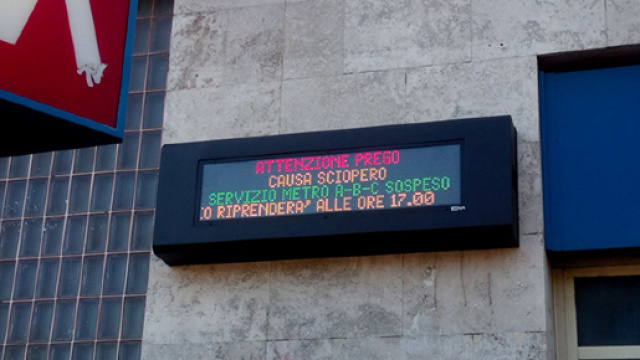 ATTENZIONE PREGO
CAUSA SCIOPERO
SERVIZIO METRO A-B-C SOSPESO
:O RIPRENDERA' ALLE ORE 17.00